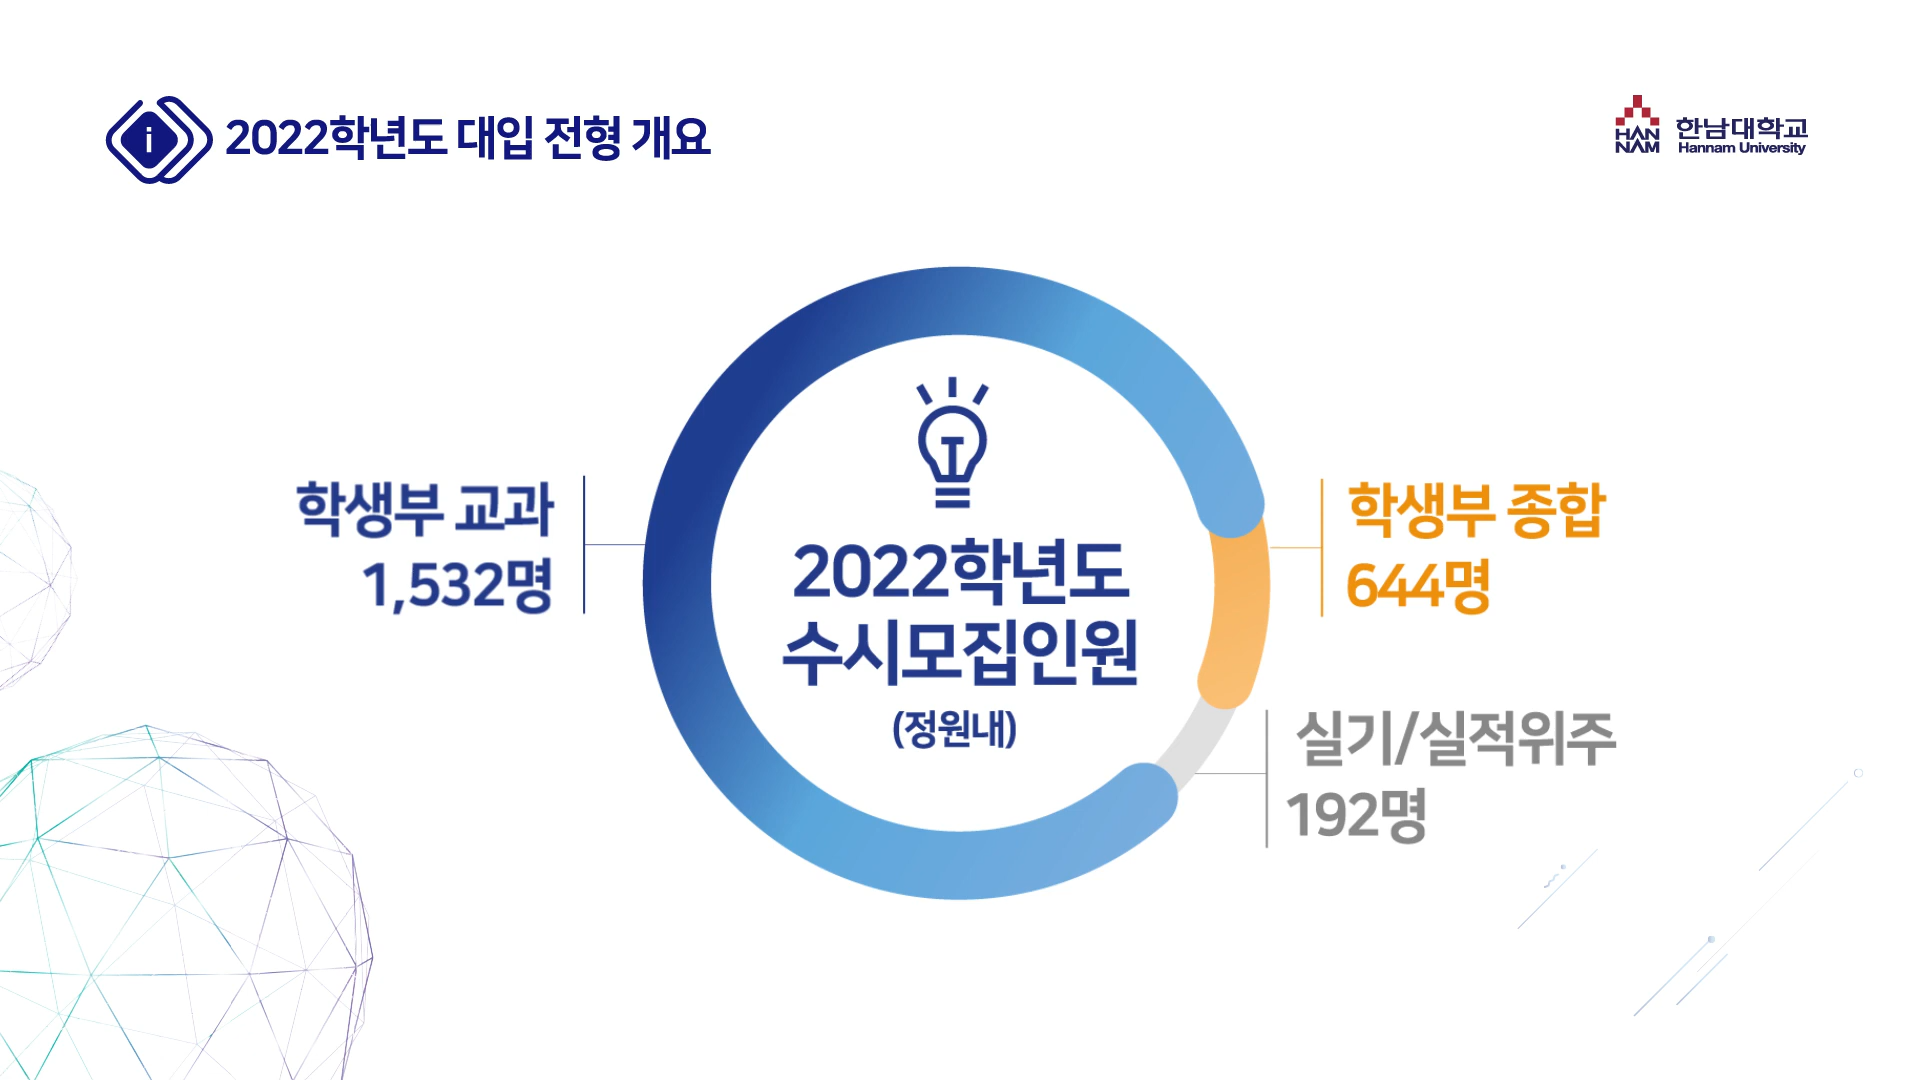 i
2022학년도 대입 전형 개요
HAN
NAM
한남대학교
Hannam University
학생부 교과
1,532명
2022학년도
수시모집인원
(정원내)
학생부 종합
644명
실기/실적위주
192명